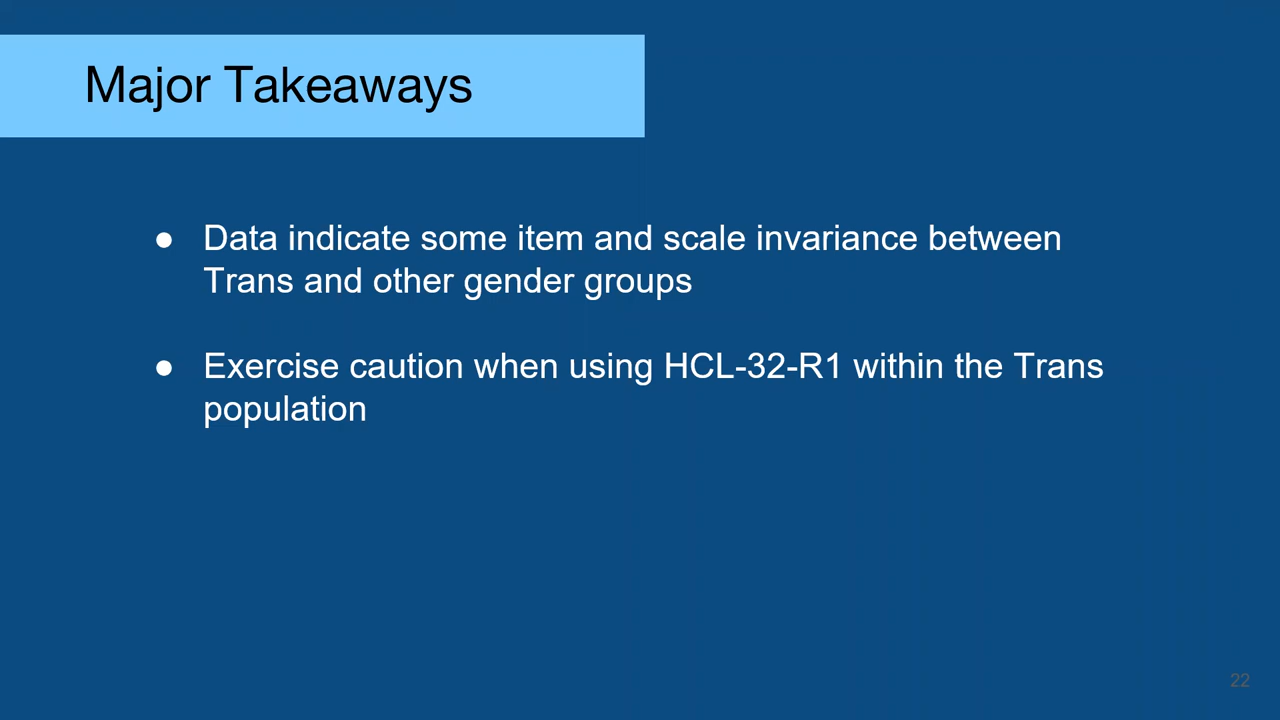 Major Takeaways
● Data indicate some item and scale invariance between
Trans and other gender groups
● Exercise caution when using HCL-32-R1 within the Trans
population
22